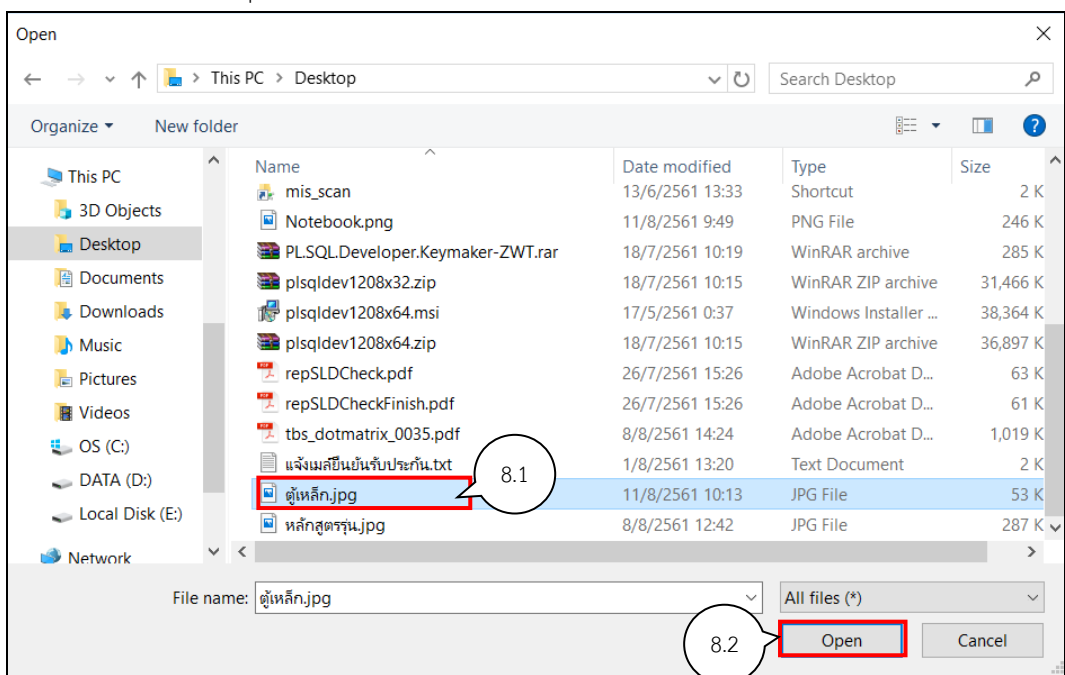 Open
This PC > Desktop
Search Desktop
Organize
New folder
Name Date modified Type Size
This PC
3D Objects
Desktop
Documents
Downloads
Music
Pictures
Videos
OS (C:)
DATA (D:)
Local Disk (E:)
Network
mis_scan 13/6/2561 13:33 Shortcut 2 K
Notebook.png 11/8/2561 9:49 PNG File 246 K
PL.SQL.Developer.Keymaker-ZWT.rar 18/7/2561 10:19 WinRAR archive 285 K
plsqldev1208x32.zip 18/7/2561 10:15 WinRAR ZIP archive 31,466 K
plsqldev1208x64.msi 17/5/2561 0:37 Windows Installer ... 38,364 K
plsqldev1208x64.zip 18/7/2561 10:15 WinRAR ZIP archive 36,897 K
repSLDCheck.pdf 26/7/2561 15:26 Adobe Acrobat D... 63 K
repSLDCheckFinish.pdf 26/7/2561 15:26 Adobe Acrobat D... 61 K
tbs_dotmatrix_0035.pdf 8/8/2561 14:24 Adobe Acrobat D... 1,019 K
แจ้งเมล์ยืนยันรับประกัน.txt 1/8/2561 13:20 Text Document 2 K
8.1
ตู้เหล็ก.jpg 11/8/2561 10:13 JPG File 53 K
หลักสูตรรุ่น.jpg 8/8/2561 12:42 JPG File 287 K
File name: ตู้เหล็ก.jpg All files (*)
8.2
Open Cancel